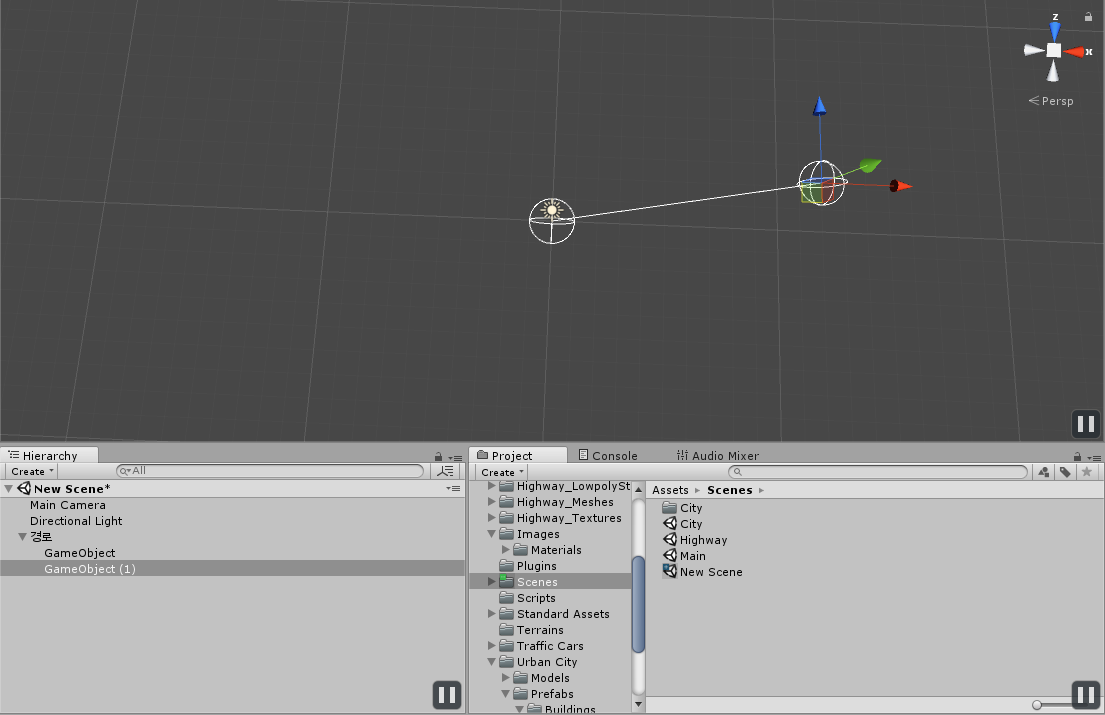 z
x
Persp
Hierarchy
Create
All
New Scene*
Main Camera
Directional Light
경로
GameObject
GameObject (1)
Project
Console
Audio Mixer
Create
Highway_LowpolySt
Highway_Meshes
Highway_Textures
Images
Materials
Plugins
Scenes
Scripts
Standard Assets
Terrains
Traffic Cars
Urban City
Models
Prefabs
Buildings
Assets ▸ Scenes ▸
City
City
Highway
Main
New Scene